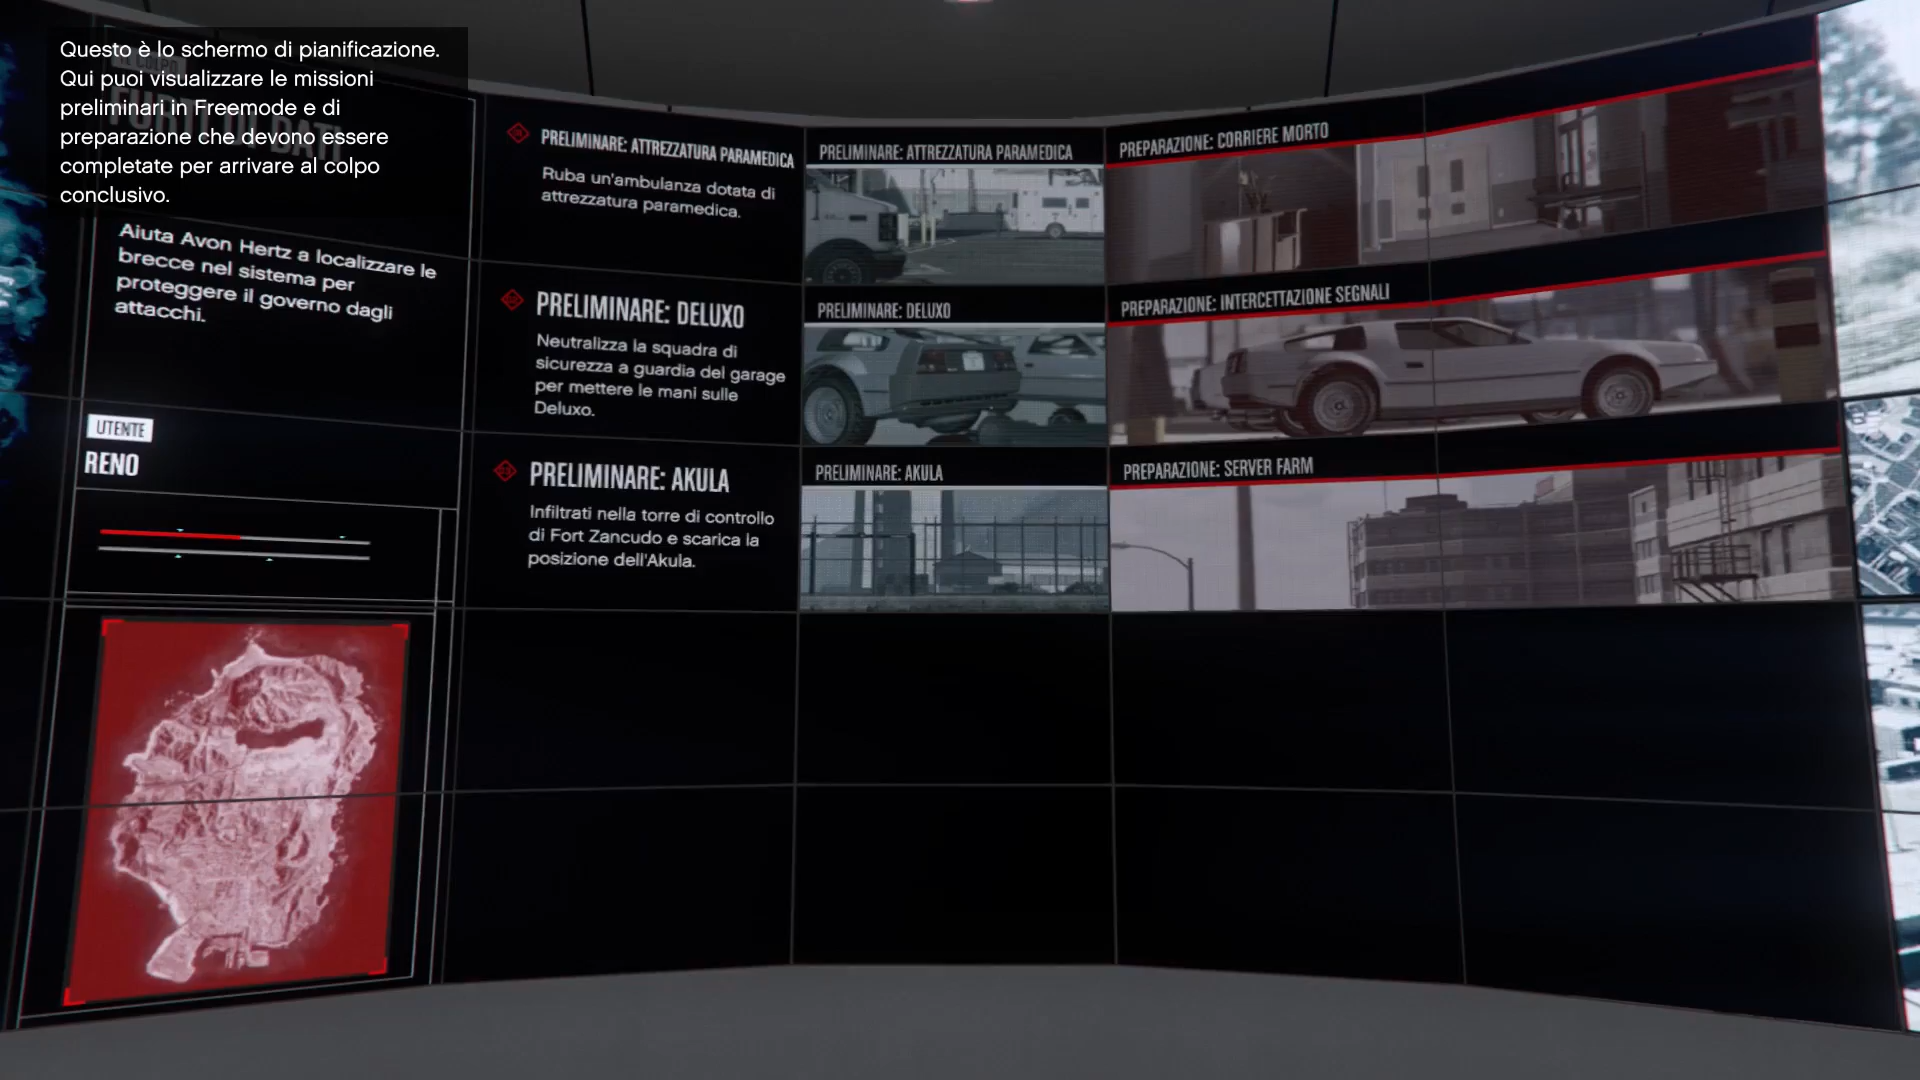 Questo è lo schermo di pianificazione.
Qui puoi visualizzare le missioni
preliminari in Freemode e di
preparazione che devono essere
completate per arrivare al colpo
conclusivo.
IL COLPO
FURTO DI DATI
Aiuta Avon Hertz a localizzare le
brecce nel sistema per
proteggere il governo dagli
attacchi.
UTENTE
RENO
PRELIMINARE: ATTREZZATURA PARAMEDICA
Ruba un'ambulanza dotata di
attrezzatura paramedica.
PRELIMINARE: DELUXO
Neutralizza la squadra di
sicurezza a guardia del garage
per mettere le mani sulle
Deluxo.
PRELIMINARE: AKULA
Infiltrati nella torre di controllo
di Fort Zancudo e scarica la
posizione dell'Akula.
PRELIMINARE: ATTREZZATURA PARAMEDICA
PRELIMINARE: DELUXO
PRELIMINARE: AKULA
PREPARAZIONE: CORRIERE MORTO
PREPARAZIONE: INTERCETTAZIONE SEGNALI
PREPARAZIONE: SERVER FARM